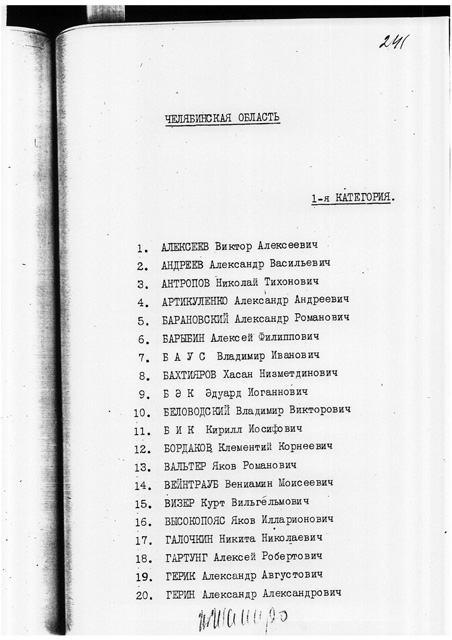 241
ЧЕЛЯБИНСКАЯ ОБЛАСТЬ
1-я КАТЕГОРИЯ.
1. АЛЕКСЕЕВ Виктор Алексеевич
2. АНДРЕЕВ Александр Васильевич
3. АНТРОПОВ Николай Тихонович
4. АРТИКУЛЕНКО Александр Андреевич
5. БАРАНОВСКИЙ Александр Романович
6. БАРЫБИН Алексей Филиппович
7. Б А У С Владимир Иванович
8. БАХТИЯРОВ Хасан Низметдинович
9. Б Э К Эдуард Иоганнович
10. БЕЛОВОДСКИЙ Владимир Викторович
11. Б И К Кирилл Иосифович
12. БОРДАКОВ Клементий Корнеевич
13. ВАЛЬТЕР Яков Романович
14. ВЕЙНТРАУБ Вениамин Моисеевич
15. ВИЗЕР Курт Вильгельмович
16. ВЫСОКОПОЯС Яков Илларионович
17. ГАЛОЧКИН Никита Николаевич
18. ГАРТУНГ Алексей Робертович
19. ГЕРИК Александр Августович
20. ГЕРИН Александр Александрович